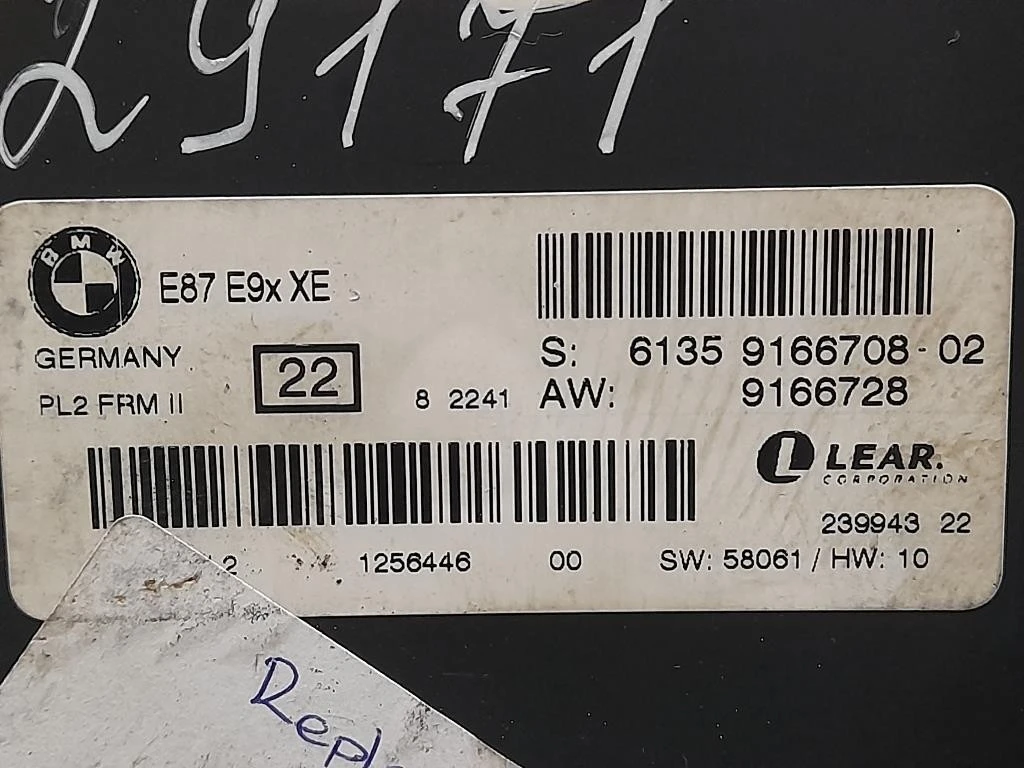 29171
BMW
E87 E9x XE
GERMANY
PL2 FRM II
22
8 2241
S: 6135 9166708-02
AW: 9166728
LEAR.
CORPORATION
239943 22
2 1256446 00
SW: 58061 / HW: 10